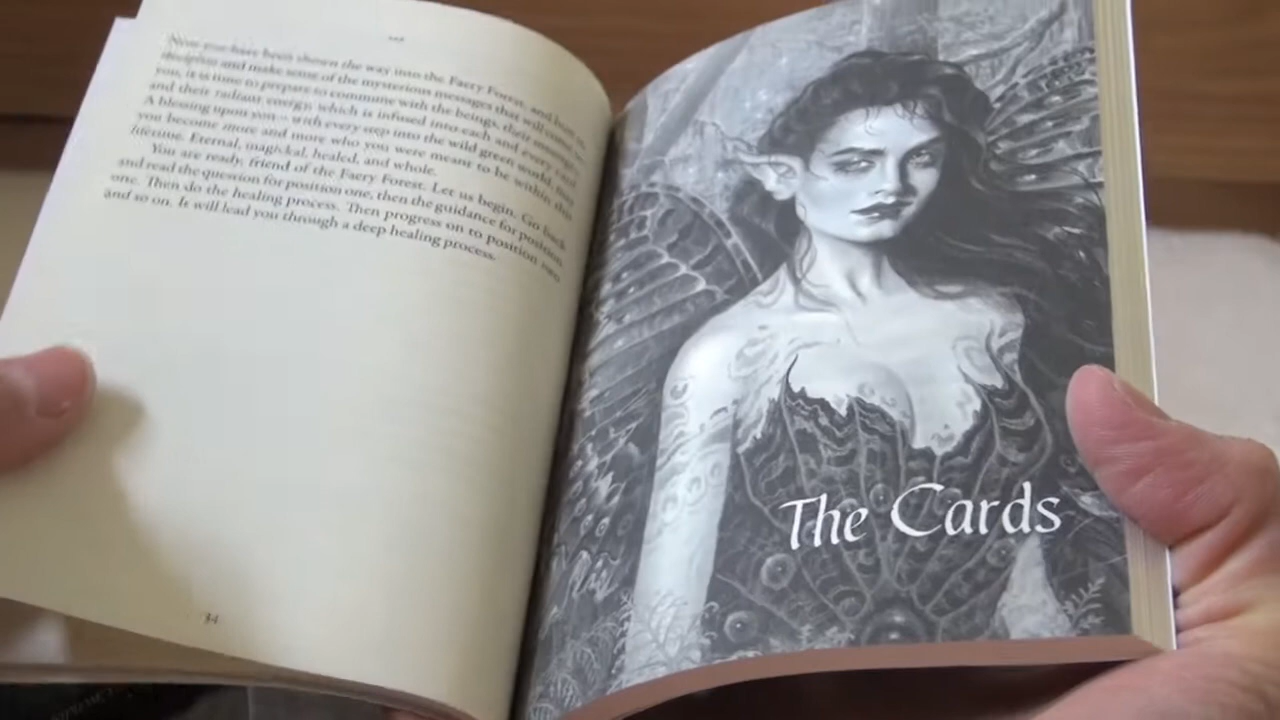 Now you have been shown the way into the Faery Forest, and how to
decipher and make sense of the mysterious messages that will come to
you, it is time to prepare to commune with the beings, their messages
and their radiant energy, which is infused into each and every card.
A blessing upon you – with every step into the wild green world, may
you become more and more who you were meant to be within this
lifetime. Eternal, magickal, healed, and whole.
You are ready, friend of the Faery Forest. Let us begin. Go back
and read the question for position one, then the guidance for position
one. Then do the healing process. Then progress on to position two
and so on. It will lead you through a deep healing process.
34
The Cards